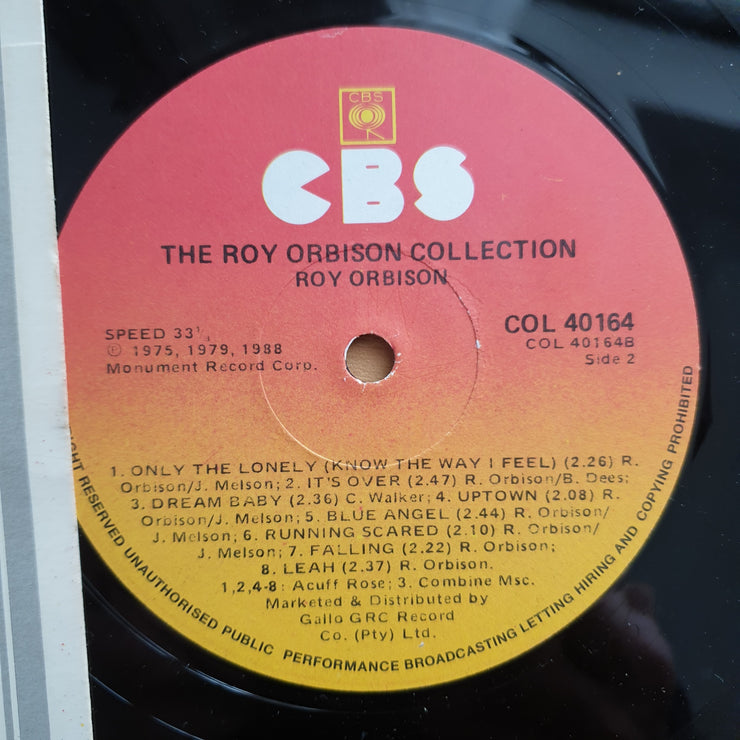 CBS
CBS
THE ROY ORBISON COLLECTION
ROY ORBISON
SPEED 33⅓
℗ 1975, 1979, 1988
Monument Record Corp.
COL 40164
COL 40164B
Side 2
1. ONLY THE LONELY (KNOW THE WAY I FEEL) (2.26) R.
Orbison/J. Melson; 2. IT'S OVER (2.47) R. Orbison/B. Dees;
3. DREAM BABY (2.36) C. Walker; 4. UPTOWN (2.08) R.
Orbison/J. Melson; 5. BLUE ANGEL (2.44) R. Orbison/
J. Melson; 6. RUNNING SCARED (2.10) R. Orbison/
J. Melson; 7. FALLING (2.22) R. Orbison;
8. LEAH (2.37) R. Orbison.
1,2,4-8: Acuff Rose; 3. Combine Msc.
Marketed & Distributed by
Gallo GRC Record
Co. (Pty) Ltd.
RESERVED UNAUTHORISED PUBLIC PERFORMANCE BROADCASTING LETTING HIRING AND COPYING PROHIBITED